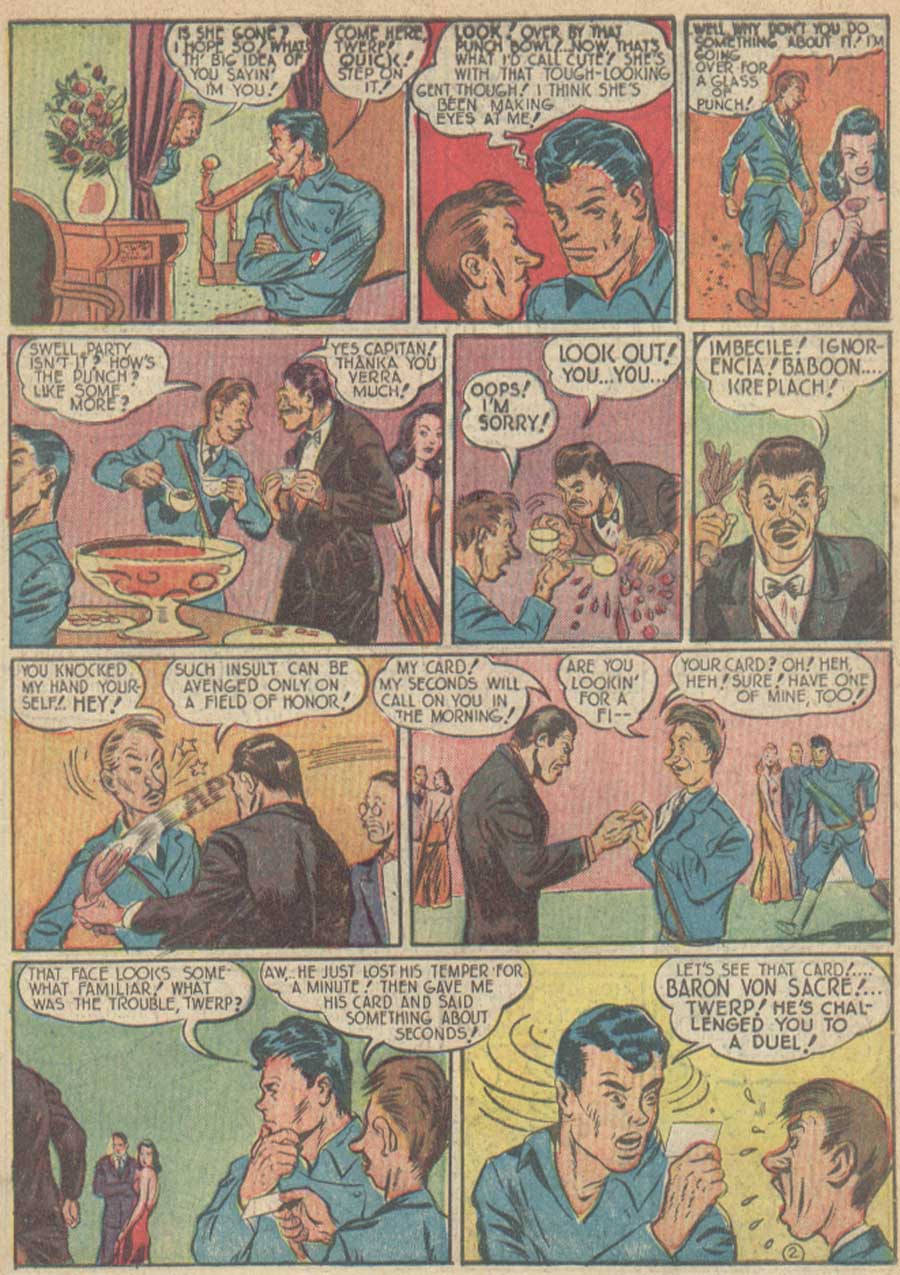 IS SHE GONE?
I HOPE SO! WHAT'S
TH' BIG IDEA OF
YOU SAYIN'
I'M YOU!
COME HERE,
TWERP!
QUICK!
STEP ON
IT!
LOOK! OVER BY THAT
PUNCH BOWL!..NOW, THAT'S
WHAT I'D CALL CUTE! SHE'S
WITH THAT TOUGH-LOOKING
GENT, THOUGH! I THINK SHE'S
BEEN MAKING
EYES AT ME!
WELL, WHY DON'T YOU DO
SOMETHING ABOUT IT! I'M
GOING
OVER FOR
A GLASS
OF
PUNCH!
SWELL PARTY
ISN'T IT? HOW'S
THE PUNCH?
LIKE SOME
MORE?
YES CAPITAN!
THANKA YOU
VERRA
MUCH!
OOPS!
I'M
SORRY!
LOOK OUT!
YOU...YOU...
IMBECILE! IGNOR-
ENCIA! BABOON....
KREPLACH!
YOU KNOCKED
MY HAND YOUR-
SELF!. HEY!
SUCH INSULT CAN BE
AVENGED ONLY ON
A FIELD OF HONOR!
MY CARD!
MY SECONDS WILL
CALL ON YOU IN
THE MORNING!
ARE YOU
LOOKIN'
FOR A
FI--
YOUR CARD? OH! HEH,
HEH! SURE! HAVE ONE
OF MINE, TOO!
THAT FACE LOOKS SOME-
WHAT FAMILIAR! WHAT
WAS THE TROUBLE, TWERP?
AW,..HE JUST LOST HIS TEMPER FOR
A MINUTE! THEN GAVE ME
HIS CARD AND SAID
SOMETHING ABOUT
SECONDS!
LET'S SEE THAT CARD!....
BARON VON SACRE!...
TWERP! HE'S CHAL-
LENGED YOU TO
A DUEL!
2